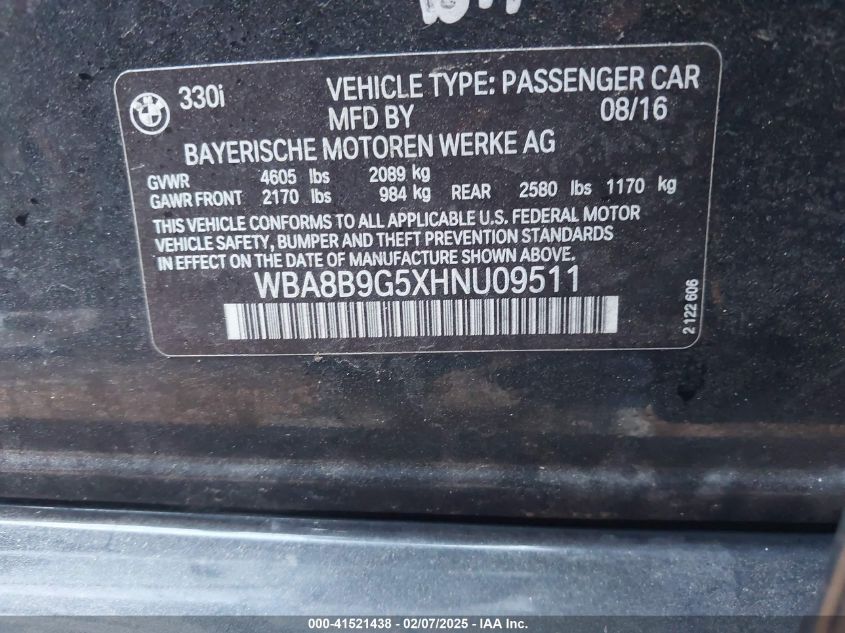 330i
VEHICLE TYPE: PASSENGER CAR
MFD BY 08/16
BAYERISCHE MOTOREN WERKE AG
GVWR 4605 lbs 2089 kg
GAWR FRONT 2170 lbs 984 kg REAR 2580 lbs 1170 kg
THIS VEHICLE CONFORMS TO ALL APPLICABLE U.S. FEDERAL MOTOR
VEHICLE SAFETY, BUMPER AND THEFT PREVENTION STANDARDS
IN EFFECT ON THE DATE OF MANUFACTURE SHOWN ABOVE.
WBA8B9G5XHNU09511
2 122 606
000-41521438 - 02/07/2025 - IAA Inc.